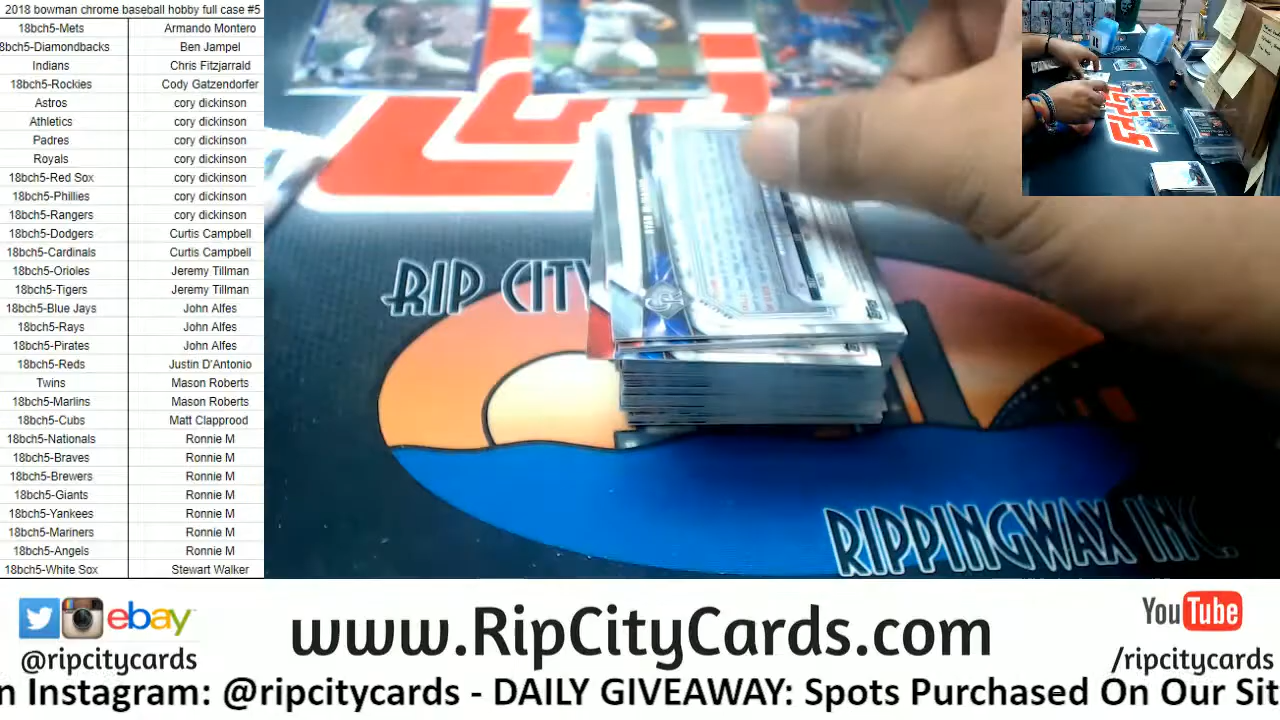 2018 bowman chrome baseball hobby full case #5
18bch5-Mets Armando Montero
8bch5-Diamondbacks Ben Jampel
Indians Chris Fitzjarrald
18bch5-Rockies Cody Gatzendorfer
Astros cory dickinson
Athletics cory dickinson
Padres cory dickinson
Royals cory dickinson
18bch5-Red Sox cory dickinson
18bch5-Phillies cory dickinson
18bch5-Rangers cory dickinson
18bch5-Dodgers Curtis Campbell
18bch5-Cardinals Curtis Campbell
18bch5-Orioles Jeremy Tillman
18bch5-Tigers Jeremy Tillman
18bch5-Blue Jays John Alfes
18bch5-Rays John Alfes
18bch5-Pirates John Alfes
18bch5-Reds Justin D'Antonio
Twins Mason Roberts
18bch5-Marlins Mason Roberts
18bch5-Cubs Matt Clapprood
18bch5-Nationals Ronnie M
18bch5-Braves Ronnie M
18bch5-Brewers Ronnie M
18bch5-Giants Ronnie M
18bch5-Yankees Ronnie M
18bch5-Mariners Ronnie M
18bch5-Angels Ronnie M
18bch5-White Sox Stewart Walker
RIP CITY
RIPPINGWAX INC.
ebay
@ripcitycards
www.RipCityCards.com
YouTube
/ripcitycards
n Instagram: @ripcitycards - DAILY GIVEAWAY: Spots Purchased On Our Sit